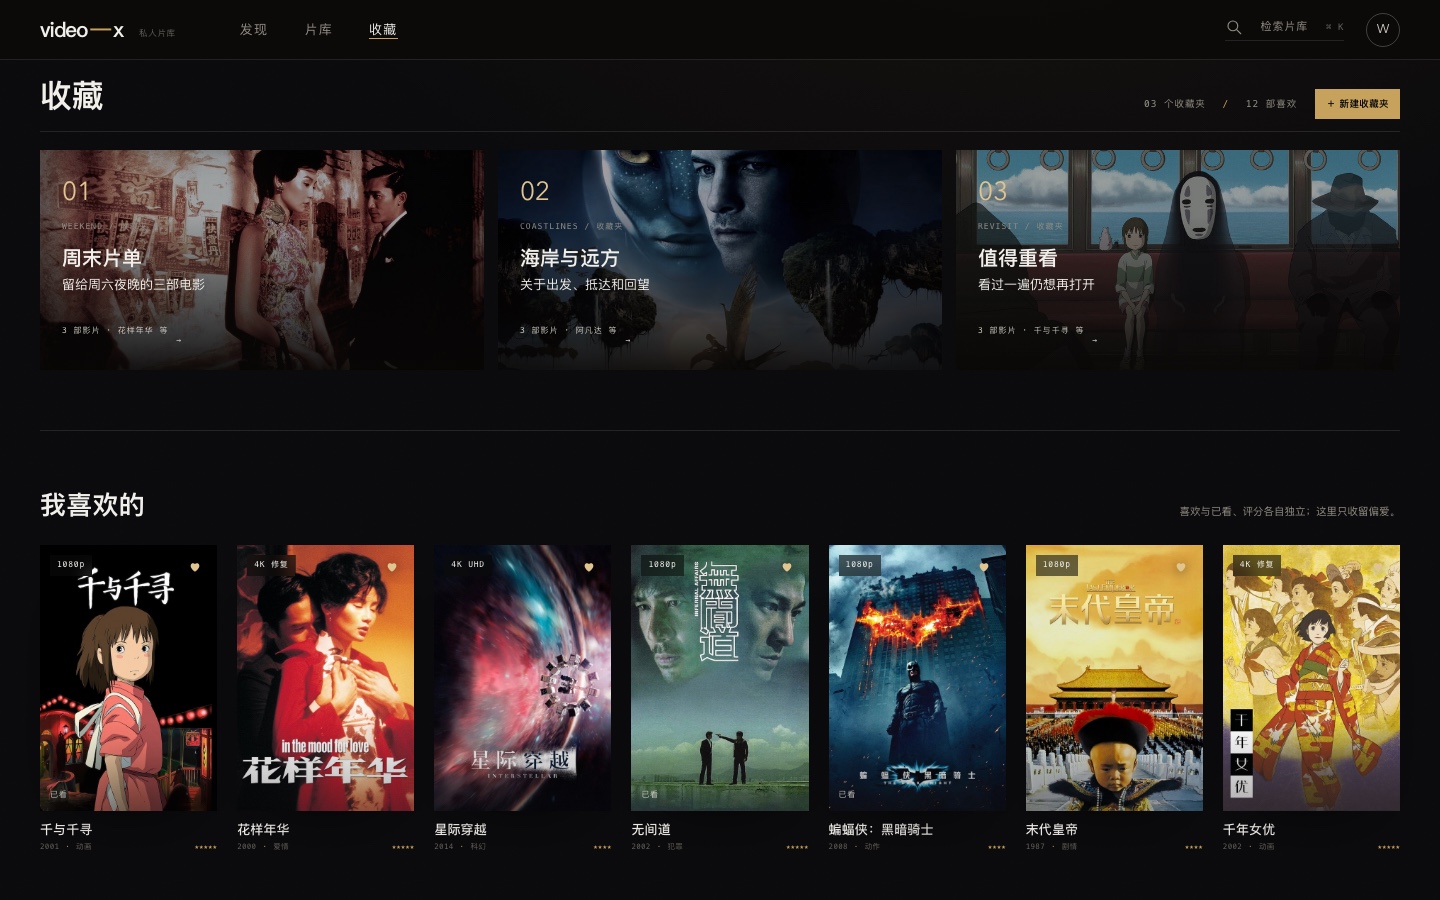 video—x 私人片库 发现 片库 收藏 检索片库 ⌘ K W
收藏
03 个收藏夹 / 12 部喜欢 + 新建收藏夹
01
WEEKEND / 收藏夹
周末片单
留给周六夜晚的三部电影
3 部影片 · 花样年华 等
→
02
COASTLINES / 收藏夹
海岸与远方
关于出发、抵达和回望
3 部影片 · 阿凡达 等
→
03
REVISIT / 收藏夹
值得重看
看过一遍仍想再打开
3 部影片 · 千与千寻 等
→
我喜欢的
喜欢与已看、评分各自独立；这里只收留偏爱。
1080p
千与千寻
已看
千与千寻
2001 · 动画 ★★★★★
4K 修复
in the mood for love
花样年华
花样年华
2000 · 爱情 ★★★★★
4K UHD
星际穿越
INTERSTELLAR
星际穿越
2014 · 科幻 ★★★★
1080p
無間道
INFERNAL AFFAIRS
已看
无间道
2002 · 犯罪 ★★★★★
1080p
蝙蝠侠 黑暗骑士
已看
蝙蝠侠：黑暗骑士
2008 · 动作 ★★★★
1080p
末代皇帝
末代皇帝
1987 · 剧情 ★★★★
4K 修复
千年女优
千年女优
2002 · 动画 ★★★★★